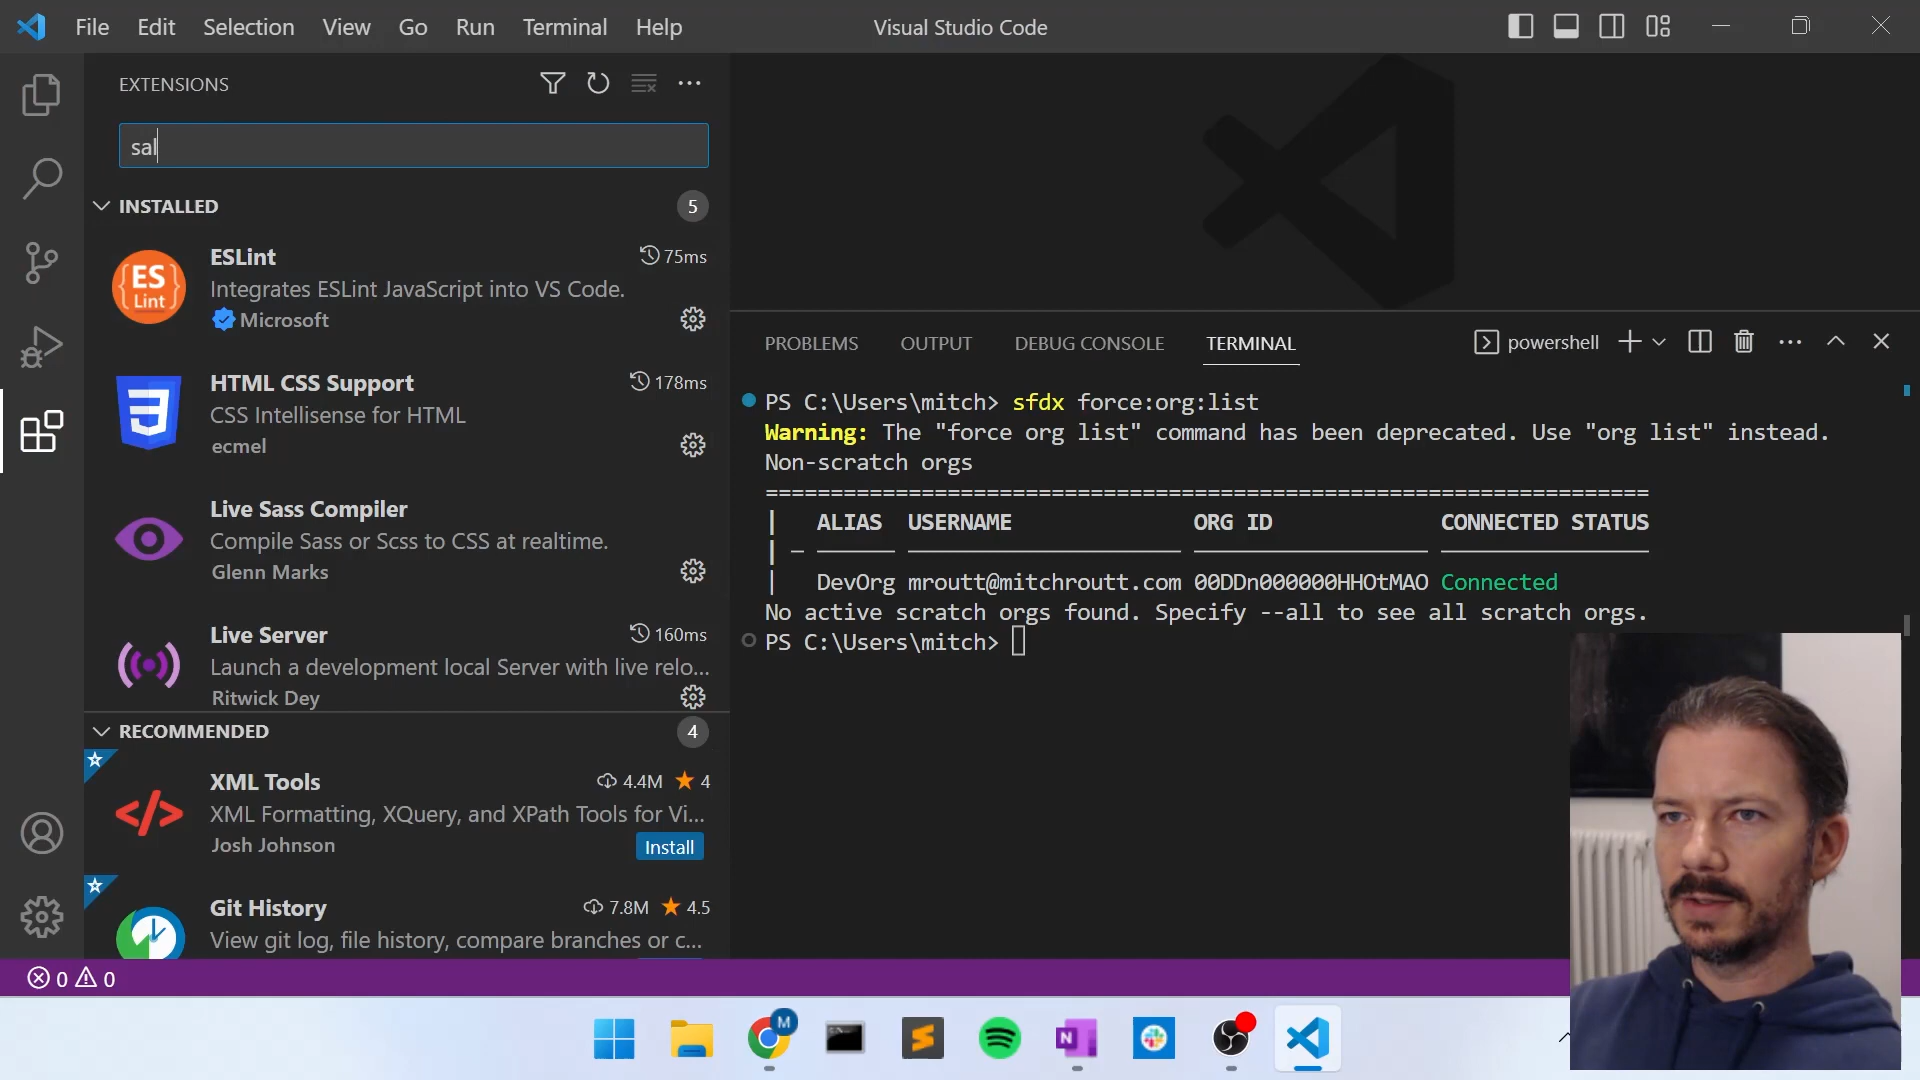 File Edit Selection View Go Run Terminal Help
Visual Studio Code
EXTENSIONS
sal
INSTALLED
5
ES
Lint
ESLint
75ms
Integrates ESLint JavaScript into VS Code.
Microsoft
HTML CSS Support
178ms
CSS Intellisense for HTML
ecmel
Live Sass Compiler
Compile Sass or Scss to CSS at realtime.
Glenn Marks
Live Server
160ms
Launch a development local Server with live relo...
Ritwick Dey
RECOMMENDED
4
XML Tools
4.4M 4
XML Formatting, XQuery, and XPath Tools for Vi...
Josh Johnson
Install
Git History
7.8M 4.5
View git log, file history, compare branches or c...
0 0
PROBLEMS OUTPUT DEBUG CONSOLE TERMINAL
powershell
PS C:\Users\mitch> sfdx force:org:list
Warning: The "force org list" command has been deprecated. Use "org list" instead.
Non-scratch orgs
====================================================================
| ALIAS USERNAME ORG ID CONNECTED STATUS
| DevOrg mroutt@mitchroutt.com 00DDn000000HHOtMAO Connected
No active scratch orgs found. Specify --all to see all scratch orgs.
PS C:\Users\mitch>
M
N